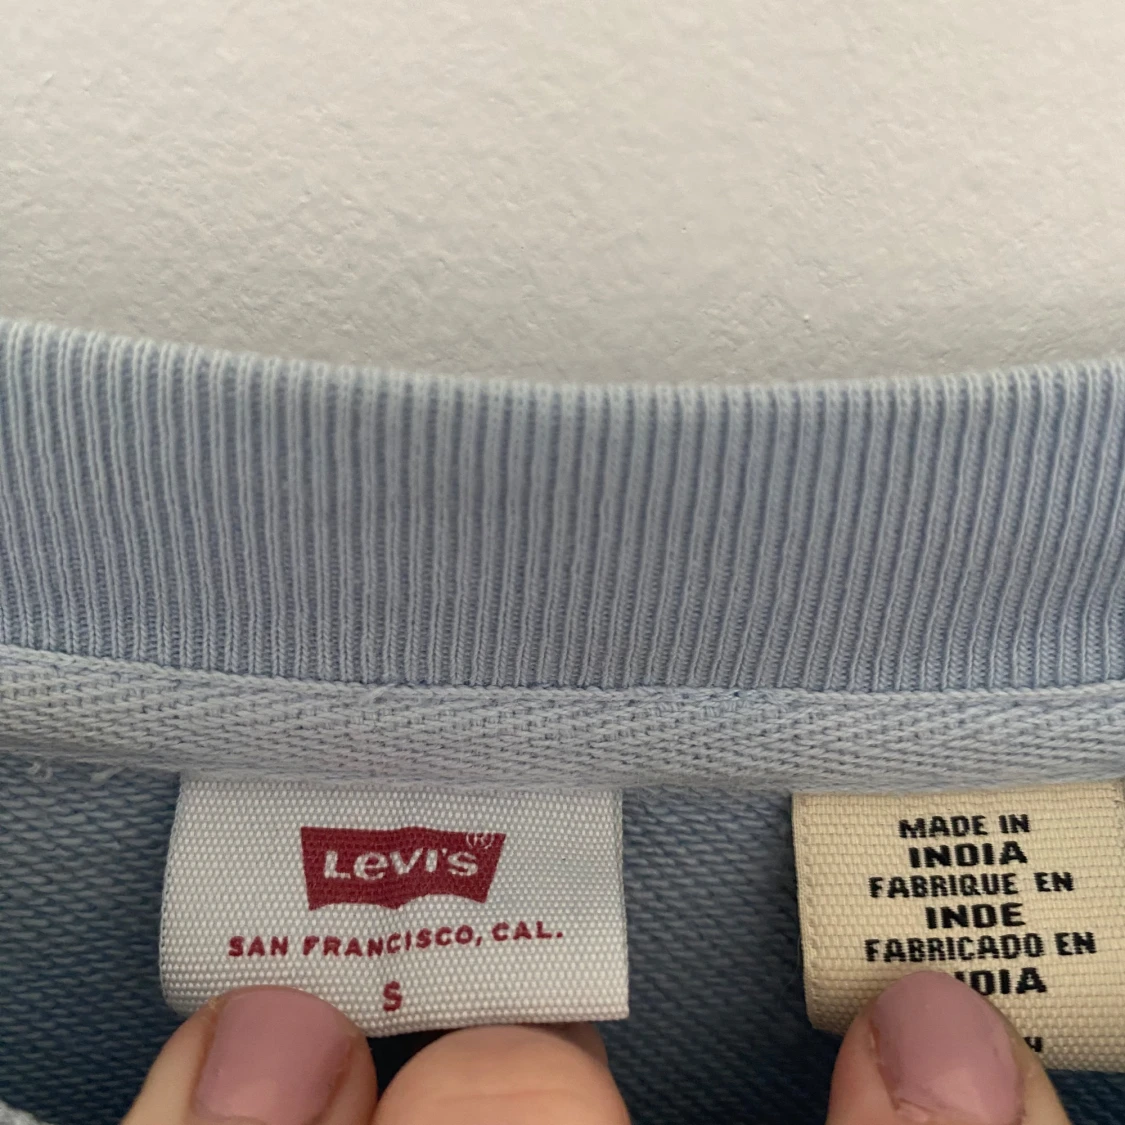 Levi's (R)
SAN FRANCISCO, CAL.
S
MADE IN
INDIA
FABRIQUE EN
INDE
FABRICADO EN